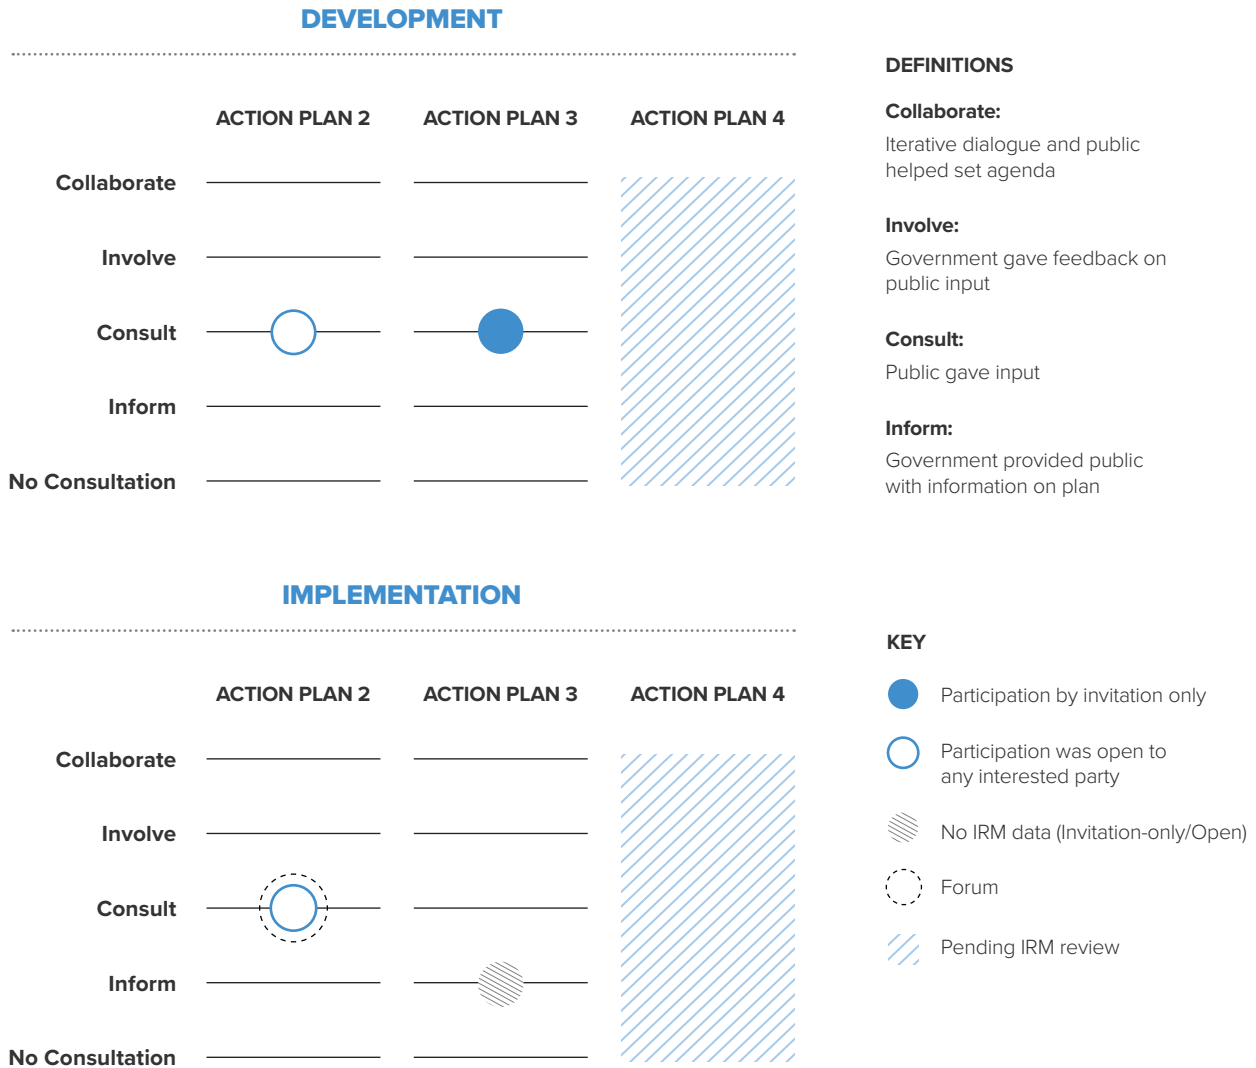 DEVELOPMENT
ACTION PLAN 2
ACTION PLAN 3
ACTION PLAN 4
Collaborate
Involve
Consult
Inform
No Consultation
DEFINITIONS
Collaborate:
Iterative dialogue and public
helped set agenda
Involve:
Government gave feedback on
public input
Consult:
Public gave input
Inform:
Government provided public
with information on plan
IMPLEMENTATION
ACTION PLAN 2
ACTION PLAN 3
ACTION PLAN 4
Collaborate
Involve
Consult
Inform
No Consultation
KEY
Participation by invitation only
Participation was open to
any interested party
No IRM data (Invitation-only/Open)
Forum
Pending IRM review